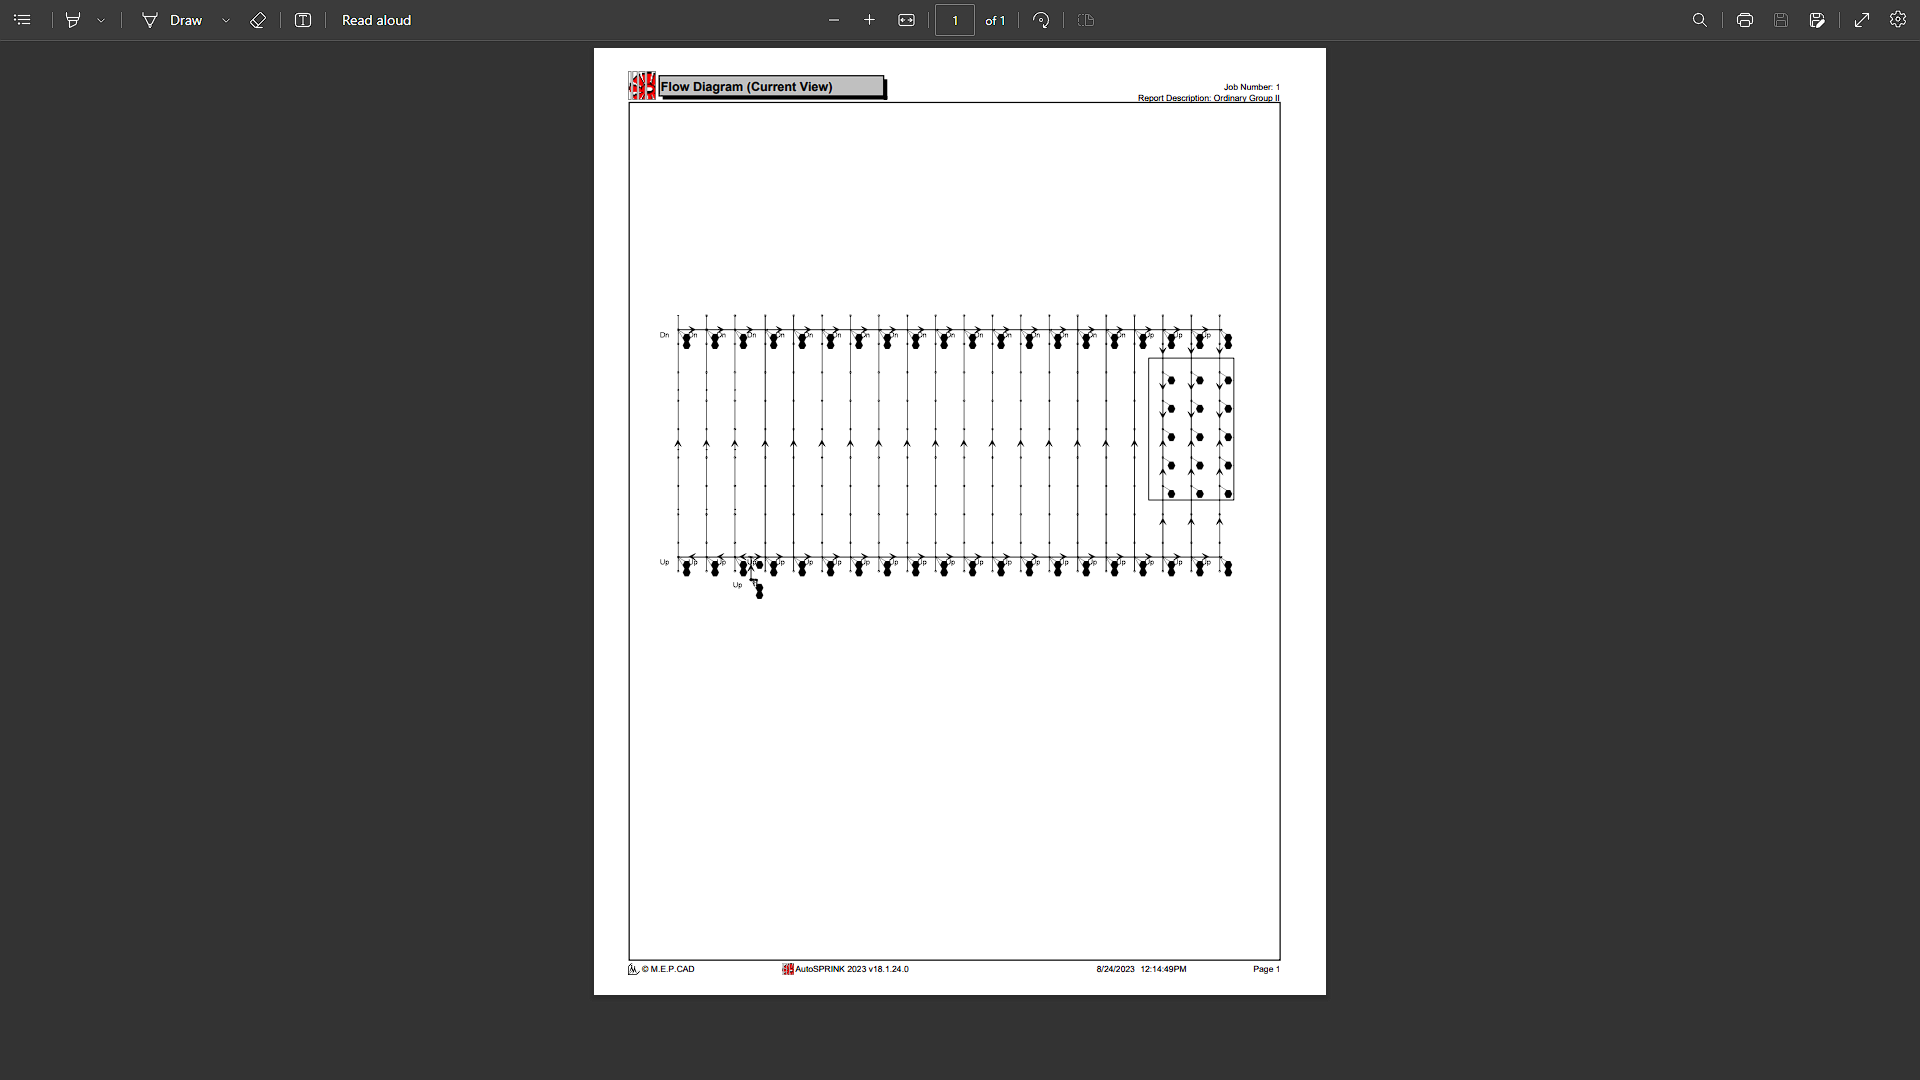 Draw
Read aloud
1
of 1
Flow Diagram (Current View)
Job Number: 1
Report Description: Ordinary Group II
Dn
Up
Up
© M.E.P.CAD
AutoSPRINK 2023 v18.1.24.0
8/24/2023 12:14:49PM
Page 1